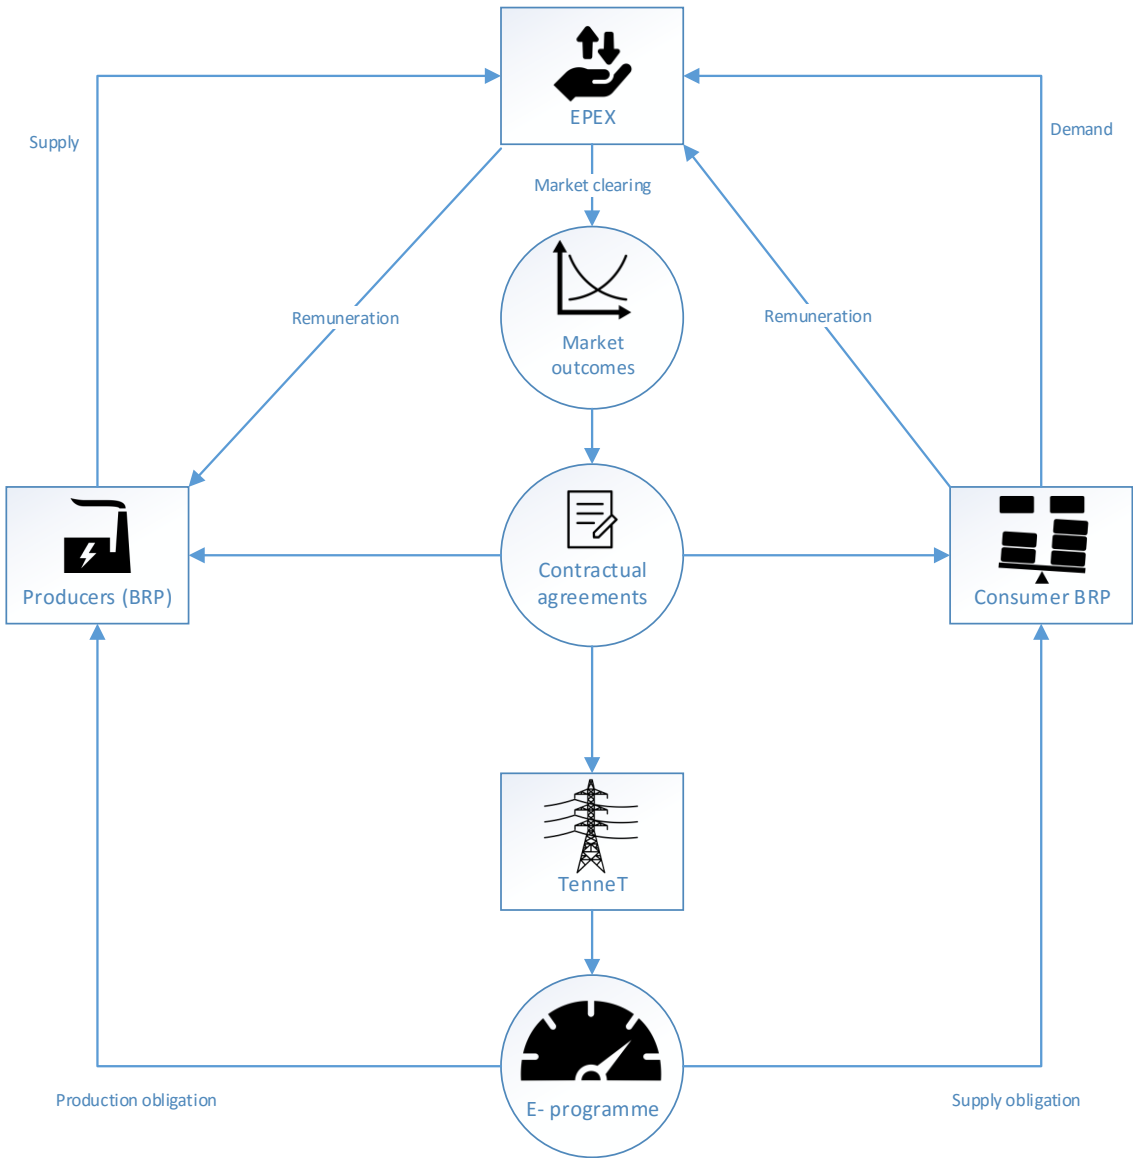 EPEX
Supply
Demand
Market clearing
Remuneration
Remuneration
Market
outcomes
Contractual
agreements
Producers (BRP)
Consumer BRP
TenneT
E- programme
Production obligation
Supply obligation